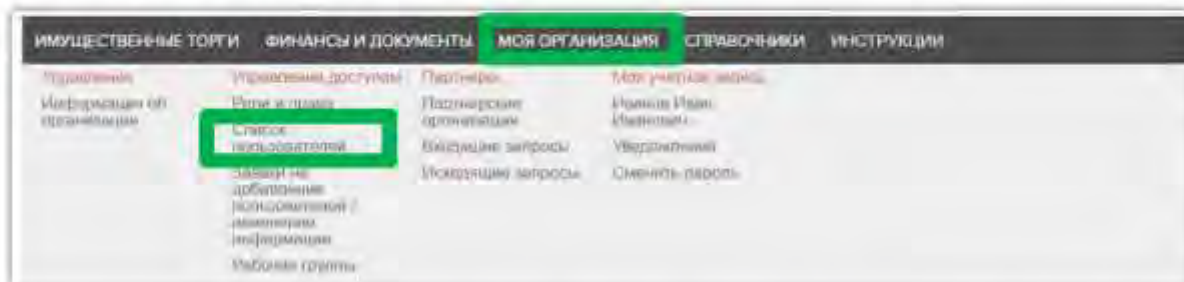 ИМУЩЕСТВЕННЫЕ ТОРГИ ФИНАНСЫ И ДОКУМЕНТЫ МОЯ ОРГАНИЗАЦИЯ СПРАВОЧНИКИ ИНСТРУКЦИИ
Управление Управление доступом Партнеры Моя учетная запись
Информация об организации
Роли и права
Список
пользователей
Заявки на
добавление
пользователей /
изменение
информации
Рабочие группы
Партнерские
организации
Входящие запросы
Исходящие запросы
Иванов Иван
Иванович
Уведомления
Сменить пароль